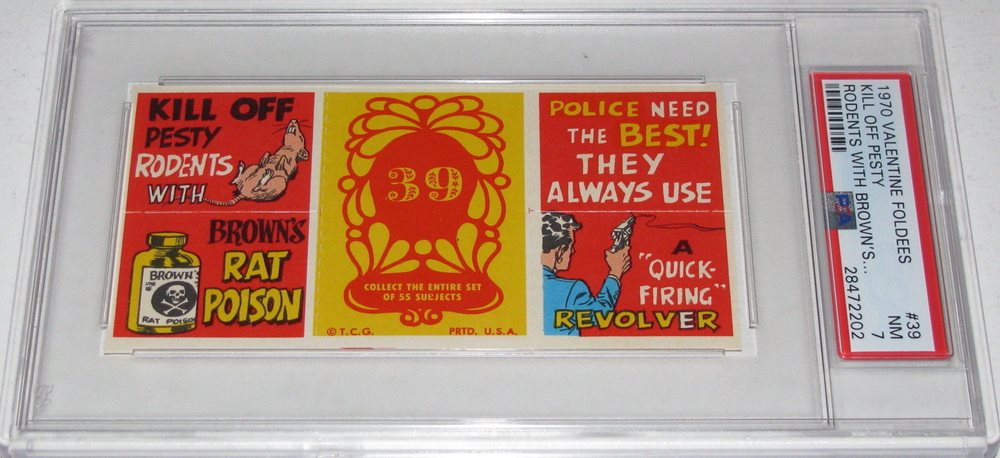 KILL OFF
PESTY
RODENTS
WITH
BROWN'S
RAT
POISON
BROWN'S
RAT POISON
39
COLLECT THE ENTIRE SET
OF 55 SUBJECTS
© T.C.G.
PRTD. U.S.A.
POLICE NEED
THE BEST!
THEY
ALWAYS USE
A
"QUICK-
FIRING"
REVOLVER
1970 VALENTINE FOLDEES
KILL OFF PESTY
RODENTS WITH BROWN'S...
#39
NM
7
28472202
PSA